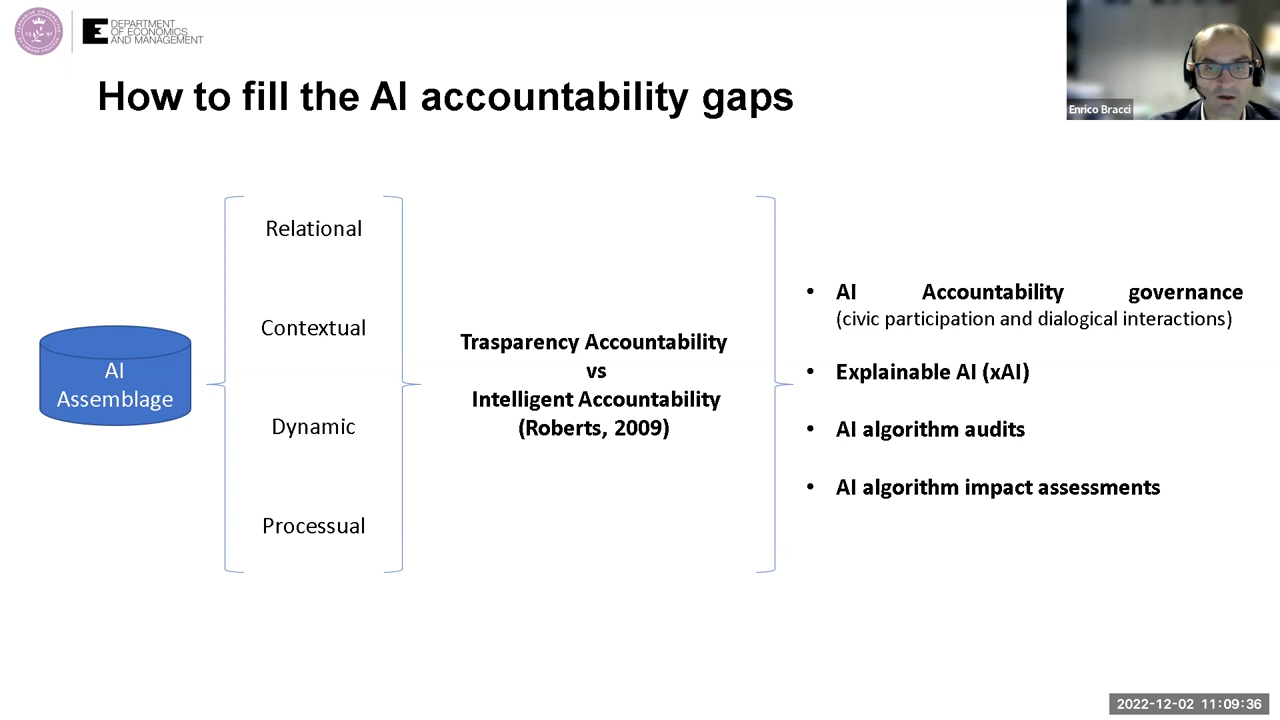 DEPARTMENT
OF ECONOMICS
AND MANAGEMENT
Enrico Bracci
How to fill the AI accountability gaps
AI
Assemblage
Relational
Contextual
Dynamic
Processual
Trasparency Accountability
vs
Intelligent Accountability
(Roberts, 2009)
• AI Accountability governance
(civic participation and dialogical interactions)
• Explainable AI (xAI)
• AI algorithm audits
• AI algorithm impact assessments
2022-12-02 11:09:36